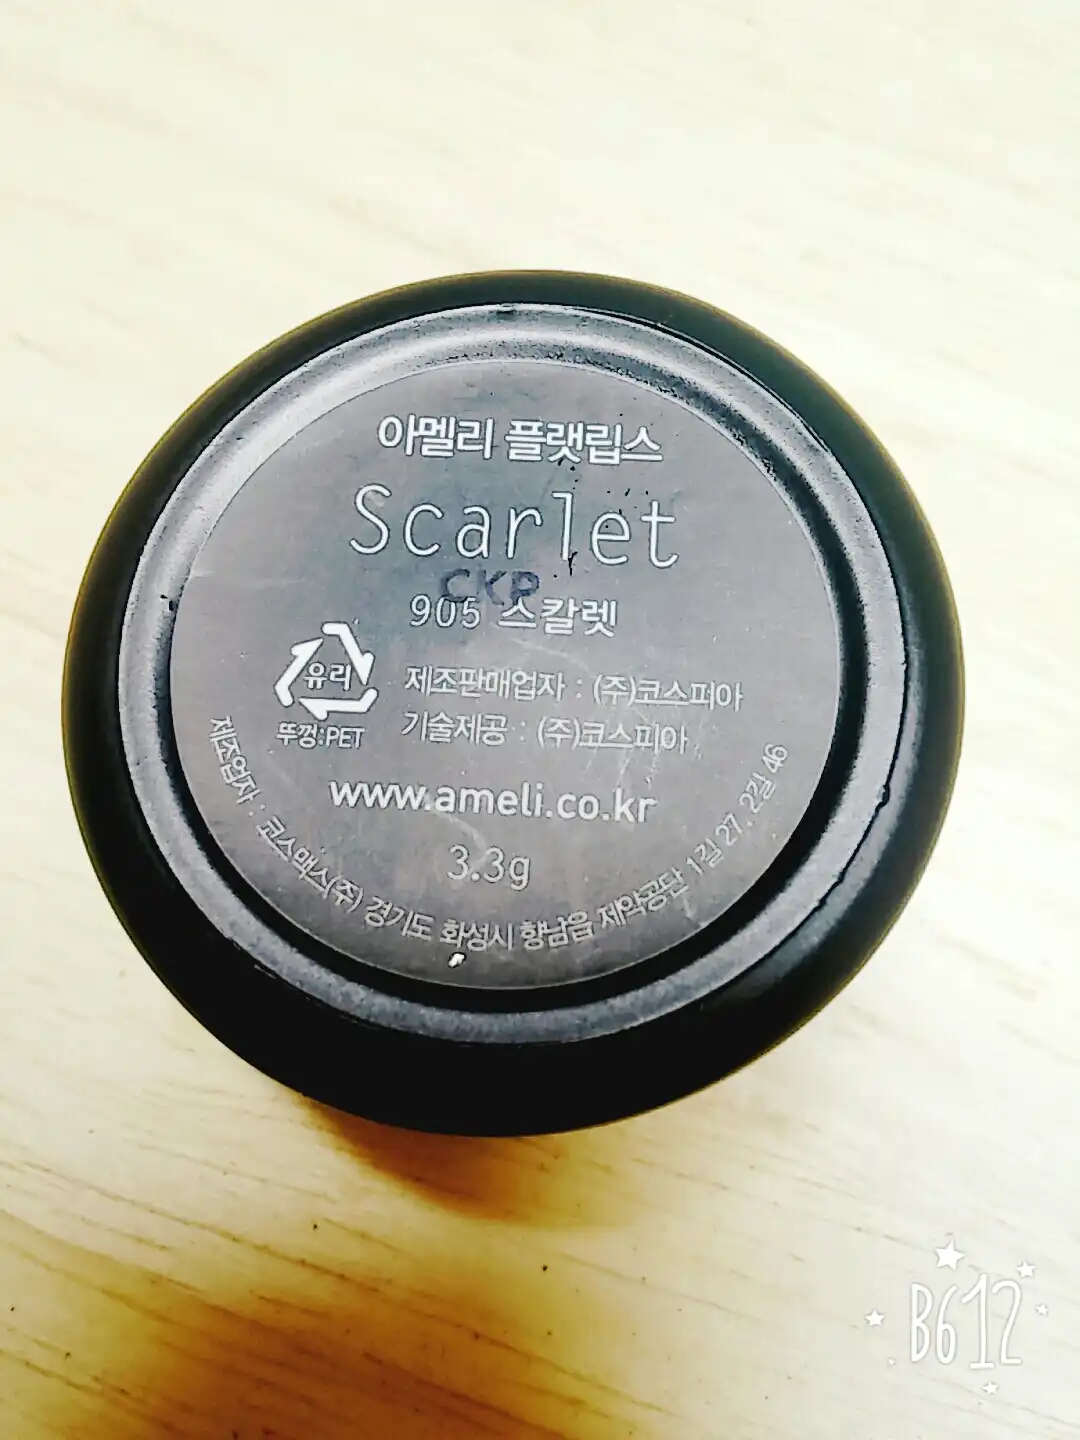 아멜리 플랫립스
Scarlet
CKP
905 스칼렛
유리
뚜껑:PET
제조판매업자 : (주)코스피아
기술제공 : (주)코스피아
www.ameli.co.kr
3.3g
제조업자 : 코스맥스(주) 경기도 화성시 향남읍 제약공단 1길 27, 2길 46
B612